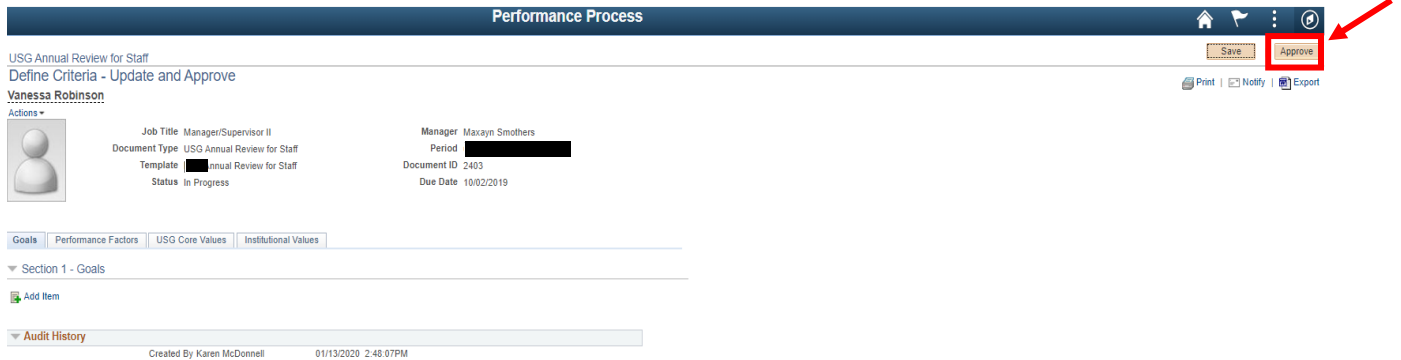 Performance Process
Save Approve
USG Annual Review for Staff
Define Criteria - Update and Approve
Print | Notify | Export
Vanessa Robinson
Actions
Job Title Manager/Supervisor II Manager Maxayn Smothers
Document Type USG Annual Review for Staff Period
Template nnual Review for Staff Document ID 2403
Status In Progress Due Date 10/02/2019
Goals Performance Factors USG Core Values Institutional Values
Section 1 - Goals
Add Item
Audit History
Created By Karen McDonnell 01/13/2020 2:48:07PM